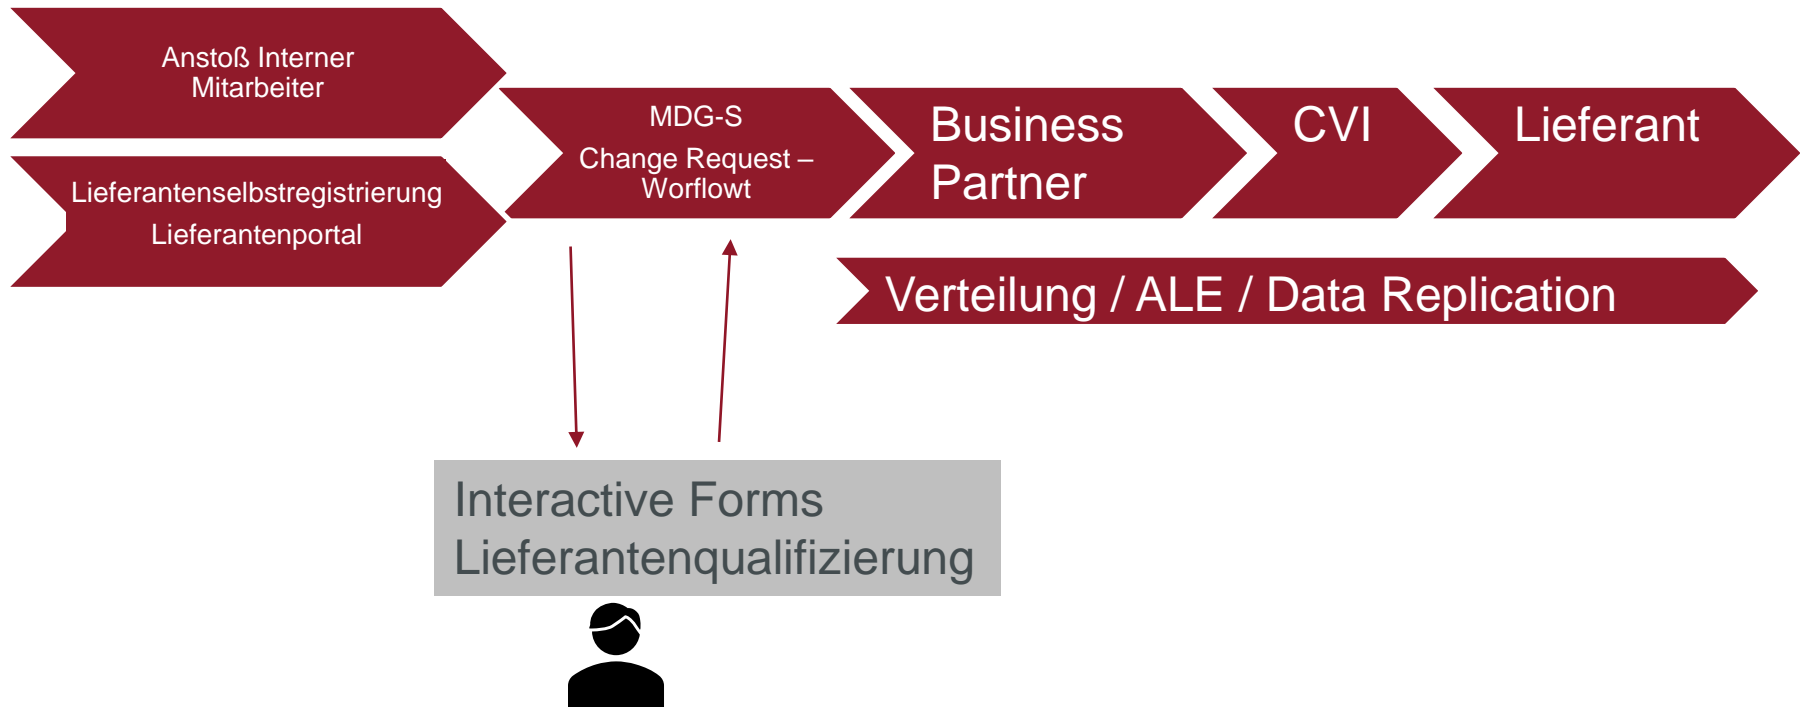 Anstoß Interner
Mitarbeiter
Lieferantenselbstregistrierung
Lieferantenportal
MDG-S
Change Request –
Worflowt
Business
Partner
CVI
Lieferant
Verteilung / ALE / Data Replication
Interactive Forms
Lieferantenqualifizierung